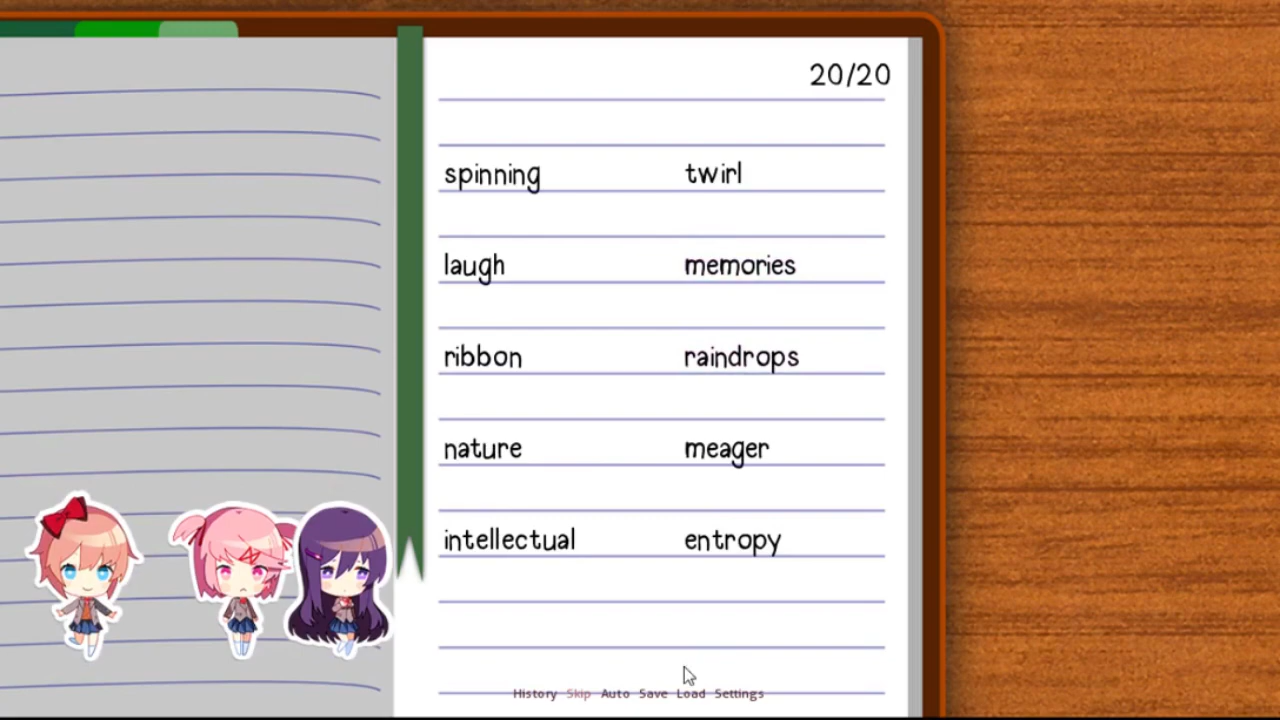 20/20
spinning twirl
laugh memories
ribbon raindrops
nature meager
intellectual entropy
History Skip Auto Save Load Settings